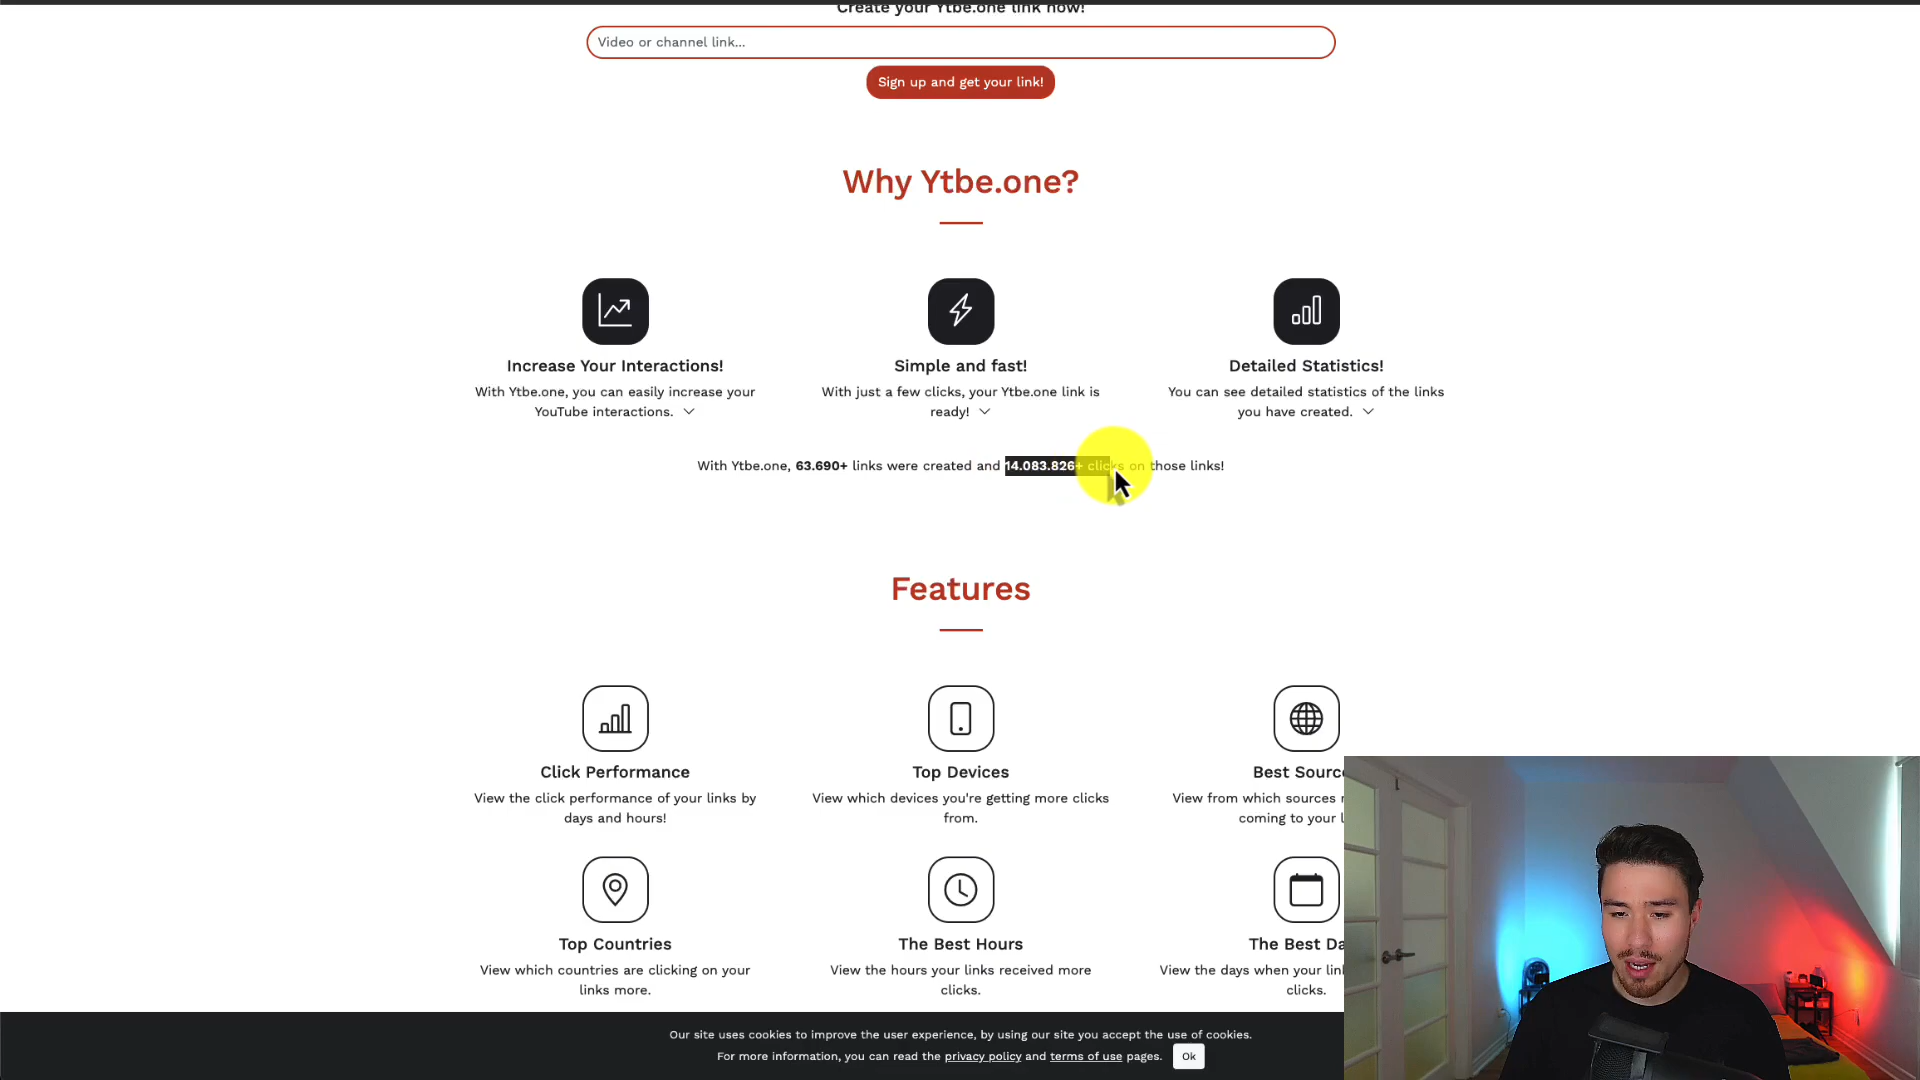 Create your Ytbe.one link now!
Video or channel link...
Sign up and get your link!
Why Ytbe.one?
Increase Your Interactions!
With Ytbe.one, you can easily increase your
YouTube interactions.
Simple and fast!
With just a few clicks, your Ytbe.one link is
ready!
Detailed Statistics!
You can see detailed statistics of the links
you have created.
With Ytbe.one, 63.690+ links were created and 14.083.826+ clicks on those links!
Features
Click Performance
View the click performance of your links by
days and hours!
Top Devices
View which devices you're getting more clicks
from.
Best Sourc
View from which sources
coming to your
Top Countries
View which countries are clicking on your
links more.
The Best Hours
View the hours your links received more
clicks.
The Best Da
View the days when your lin
clicks.
Our site uses cookies to improve the user experience, by using our site you accept the use of cookies.
For more information, you can read the privacy policy and terms of use pages. Ok